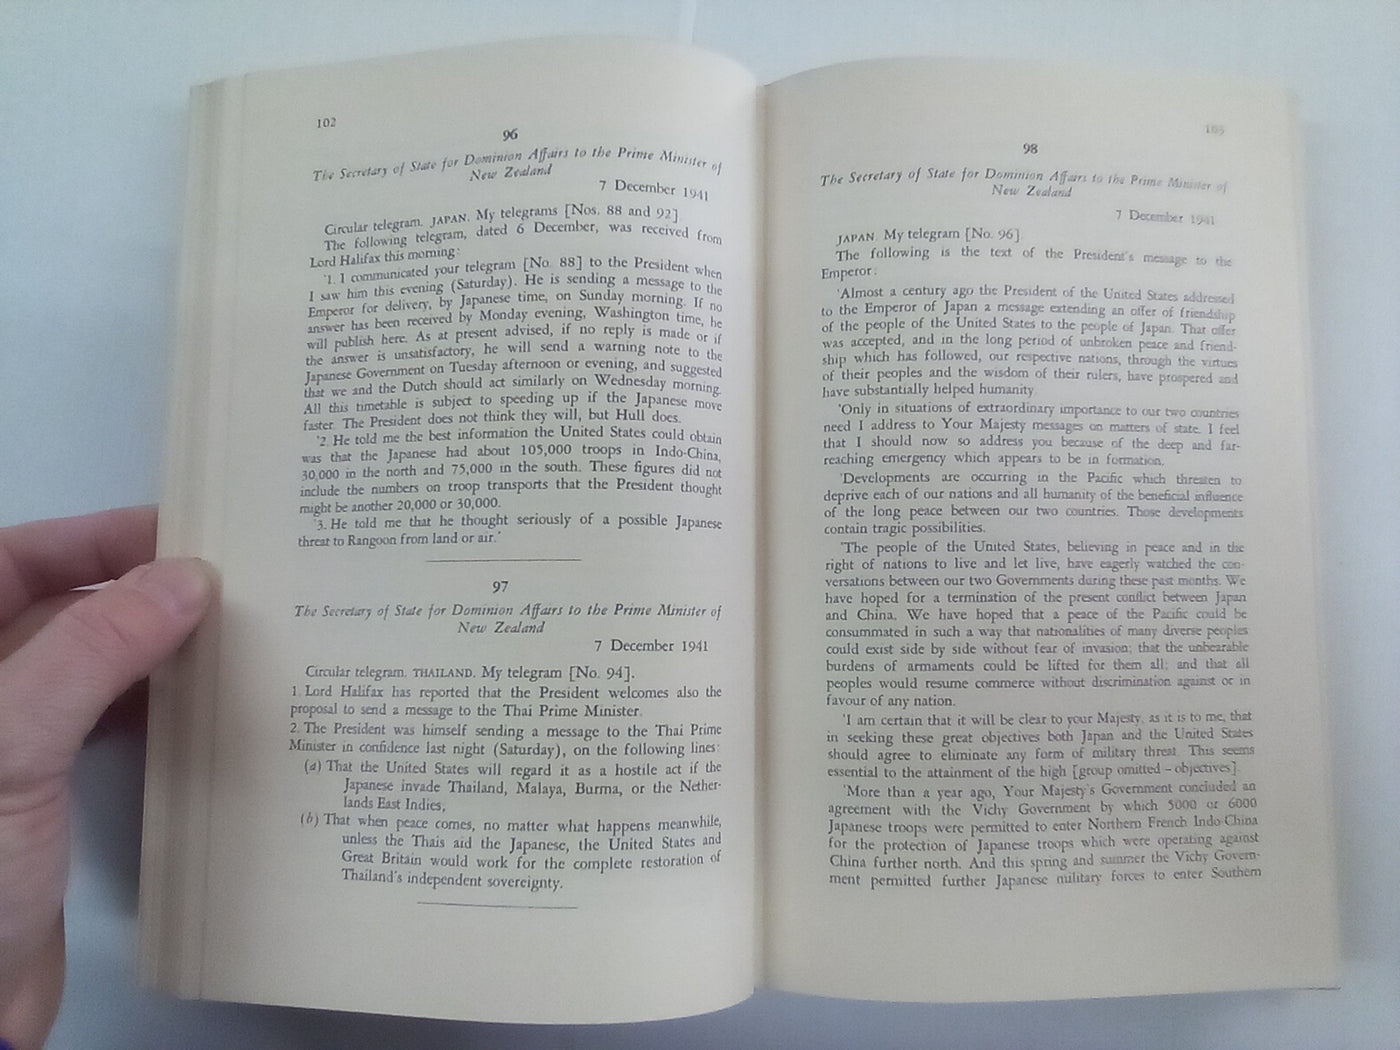 102
96
The Secretary of State for Dominion Affairs to the Prime Minister of
New Zealand
7 December 1941
Circular telegram. JAPAN. My telegrams [Nos. 88 and 92].
The following telegram, dated 6 December, was received from
Lord Halifax this morning:
'1. I communicated your telegram [No. 88] to the President when
I saw him this evening (Saturday). He is sending a message to the
Emperor for delivery, by Japanese time, on Sunday morning. If no
answer has been received by Monday evening, Washington time, he
will publish here. As at present advised, if no reply is made or if
the answer is unsatisfactory, he will send a warning note to the
Japanese Government on Tuesday afternoon or evening, and suggested
that we and the Dutch should act similarly on Wednesday morning.
All this timetable is subject to speeding up if the Japanese move
faster. The President does not think they will, but Hull does.
'2. He told me the best information the United States could obtain
was that the Japanese had about 105,000 troops in Indo-China,
30,000 in the north and 75,000 in the south. These figures did not
include the numbers on troop transports that the President thought
might be another 20,000 or 30,000.
'3. He told me that he thought seriously of a possible Japanese
threat to Rangoon from land or air.'
97
The Secretary of State for Dominion Affairs to the Prime Minister of
New Zealand
7 December 1941
Circular telegram. THAILAND. My telegram [No. 94].
1. Lord Halifax has reported that the President welcomes also the
proposal to send a message to the Thai Prime Minister.
2. The President was himself sending a message to the Thai Prime
Minister in confidence last night (Saturday), on the following lines:
(a) That the United States will regard it as a hostile act if the
Japanese invade Thailand, Malaya, Burma, or the Nether-
lands East Indies;
(b) That when peace comes, no matter what happens meanwhile,
unless the Thais aid the Japanese, the United States and
Great Britain would work for the complete restoration of
Thailand's independent sovereignty.
103
98
The Secretary of State for Dominion Affairs to the Prime Minister of
New Zealand
7 December 1941
JAPAN. My telegram [No. 96].
The following is the text of the President's message to the
Emperor:
'Almost a century ago the President of the United States addressed
to the Emperor of Japan a message extending an offer of friendship
of the people of the United States to the people of Japan. That offer
was accepted, and in the long period of unbroken peace and friend-
ship which has followed, our respective nations, through the virtues
of their peoples and the wisdom of their rulers, have prospered and
have substantially helped humanity.
'Only in situations of extraordinary importance to our two countries
need I address to Your Majesty messages on matters of state. I feel
that I should now so address you because of the deep and far-
reaching emergency which appears to be in formation.
'Developments are occurring in the Pacific which threaten to
deprive each of our nations and all humanity of the beneficial influence
of the long peace between our two countries. Those developments
contain tragic possibilities.
'The people of the United States, believing in peace and in the
right of nations to live and let live, have eagerly watched the con-
versations between our two Governments during these past months. We
have hoped for a termination of the present conflict between Japan
and China. We have hoped that a peace of the Pacific could be
consummated in such a way that nationalities of many diverse peoples
could exist side by side without fear of invasion; that the unbearable
burdens of armaments could be lifted for them all; and that all
peoples would resume commerce without discrimination against or in
favour of any nation.
'I am certain that it will be clear to your Majesty, as it is to me, that
in seeking these great objectives both Japan and the United States
should agree to eliminate any form of military threat. This seems
essential to the attainment of the high [group omitted – objectives].
'More than a year ago, Your Majesty's Government concluded an
agreement with the Vichy Government by which 5000 or 6000
Japanese troops were permitted to enter Northern French Indo-China
for the protection of Japanese troops which were operating against
China further north. And this spring and summer the Vichy Govern-
ment permitted further Japanese military forces to enter Southern